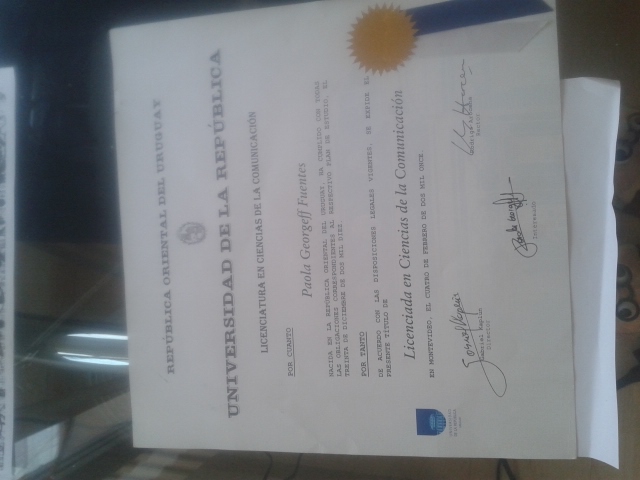 REPÚBLICA ORIENTAL DEL URUGUAY
UNIVERSIDAD DE LA REPÚBLICA
LICENCIATURA EN CIENCIAS DE LA COMUNICACIÓN
POR CUANTO
Paola Georgeff Fuentes
NACIDA EN LA REPÚBLICA ORIENTAL DEL URUGUAY, HA CUMPLIDO CON TODAS
LAS OBLIGACIONES CORRESPONDIENTES AL RESPECTIVO PLAN DE ESTUDIO, EL
TREINTA DE DICIEMBRE DE DOS MIL DIEZ.
POR TANTO
DE ACUERDO CON LAS DISPOSICIONES LEGALES VIGENTES, SE EXPIDE EL
PRESENTE TÍTULO DE
Licenciada en Ciencias de la Comunicación
EN MONTEVIDEO, EL CUATRO DE FEBRERO DE DOS MIL ONCE.
UNIVERSIDAD
DE LA REPÚBLICA
Gabriel Kaplún
Director
Rodrigo Arocena
Rector
Interesado